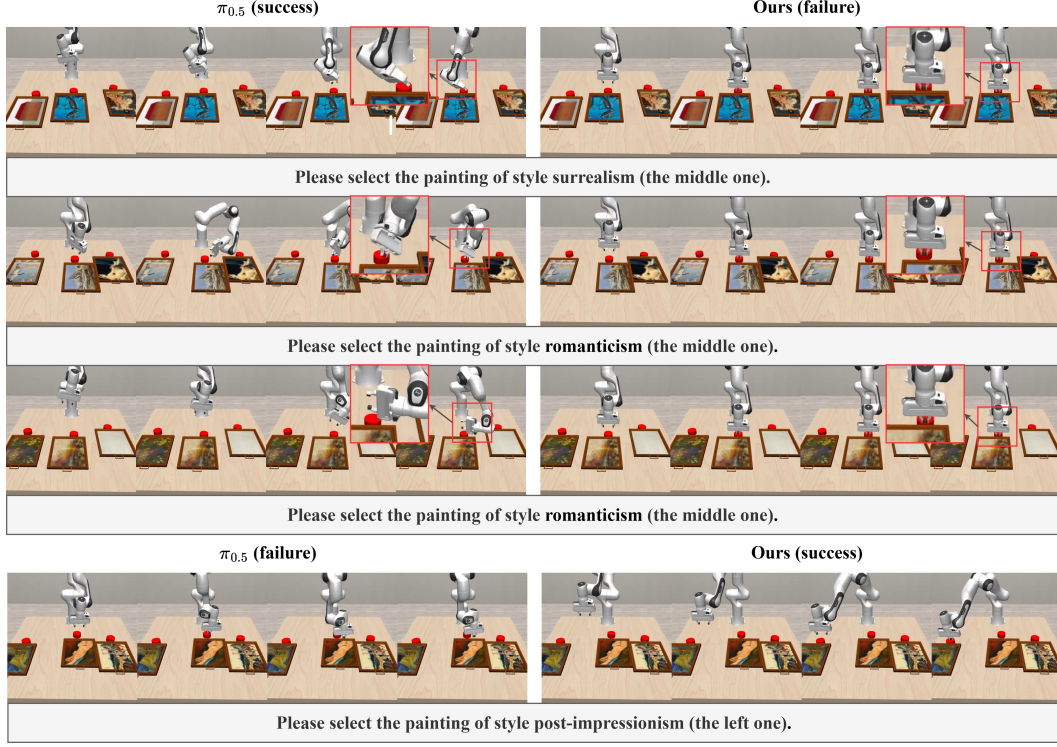 π0.5 (success)
Ours (failure)
Please select the painting of style surrealism (the middle one).
Please select the painting of style romanticism (the middle one).
Please select the painting of style romanticism (the middle one).
π0.5 (failure)
Ours (success)
Please select the painting of style post-impressionism (the left one).